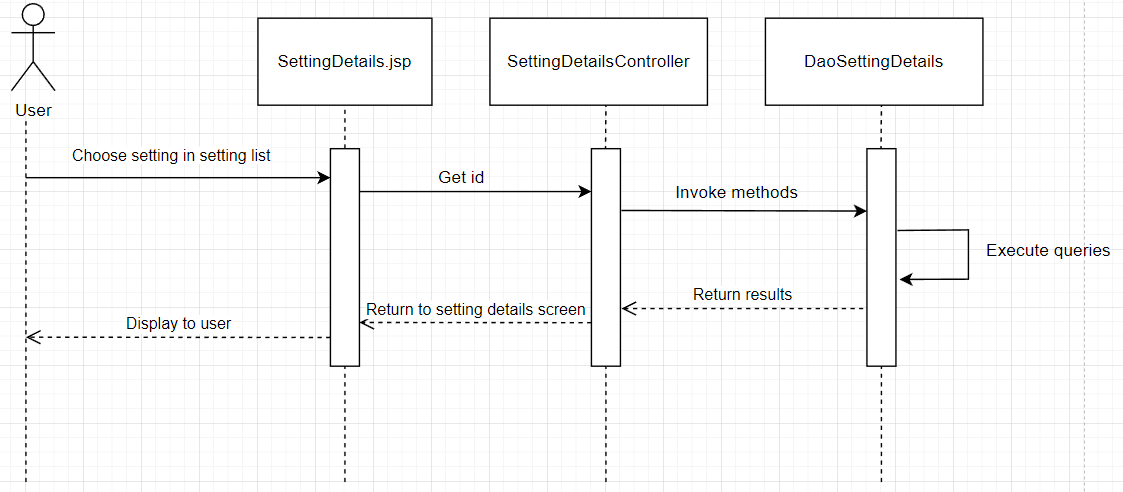 SettingDetails.jsp
SettingDetailsController
DaoSettingDetails
User
Choose setting in setting list
Get id
Invoke methods
Execute queries
Return results
Return to setting details screen
Display to user